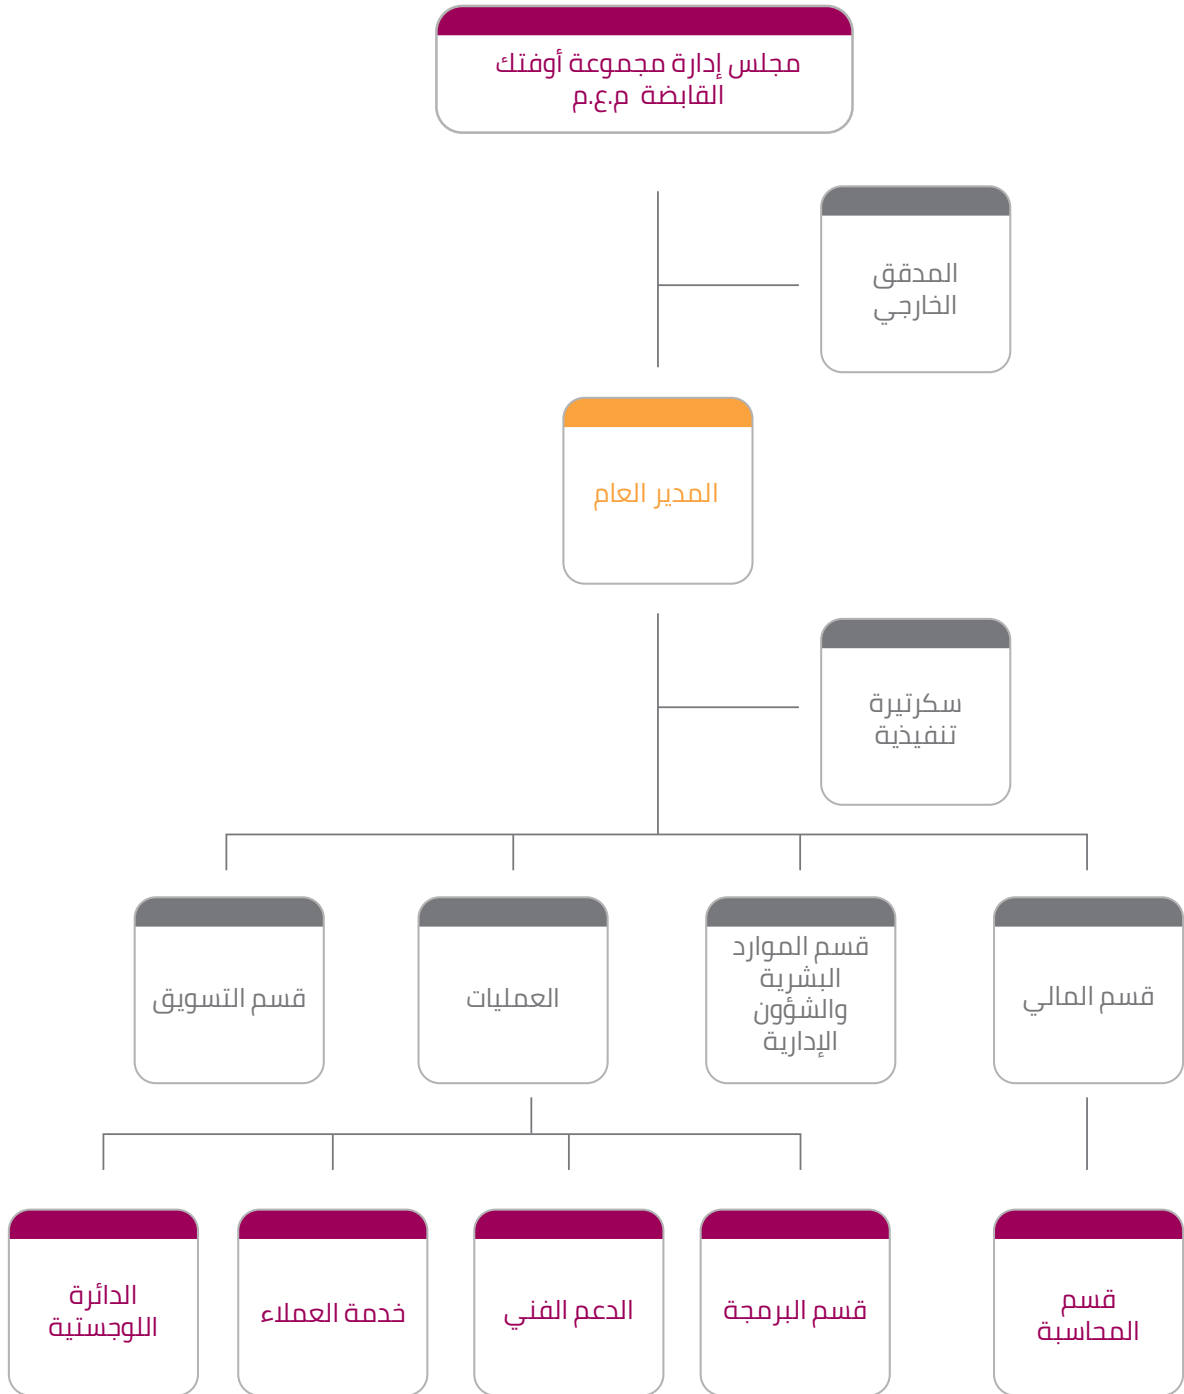 مجلس إدارة مجموعة أوفتك
القابضة م.ع.م
المدقق
الخارجي
المدير العام
سكرتيرة
تنفيذية
قسم المالي
قسم الموارد
البشرية
والشؤون
الإدارية
العمليات
قسم التسويق
قسم
المحاسبة
قسم البرمجة
الدعم الفني
خدمة العملاء
الدائرة
اللوجستية